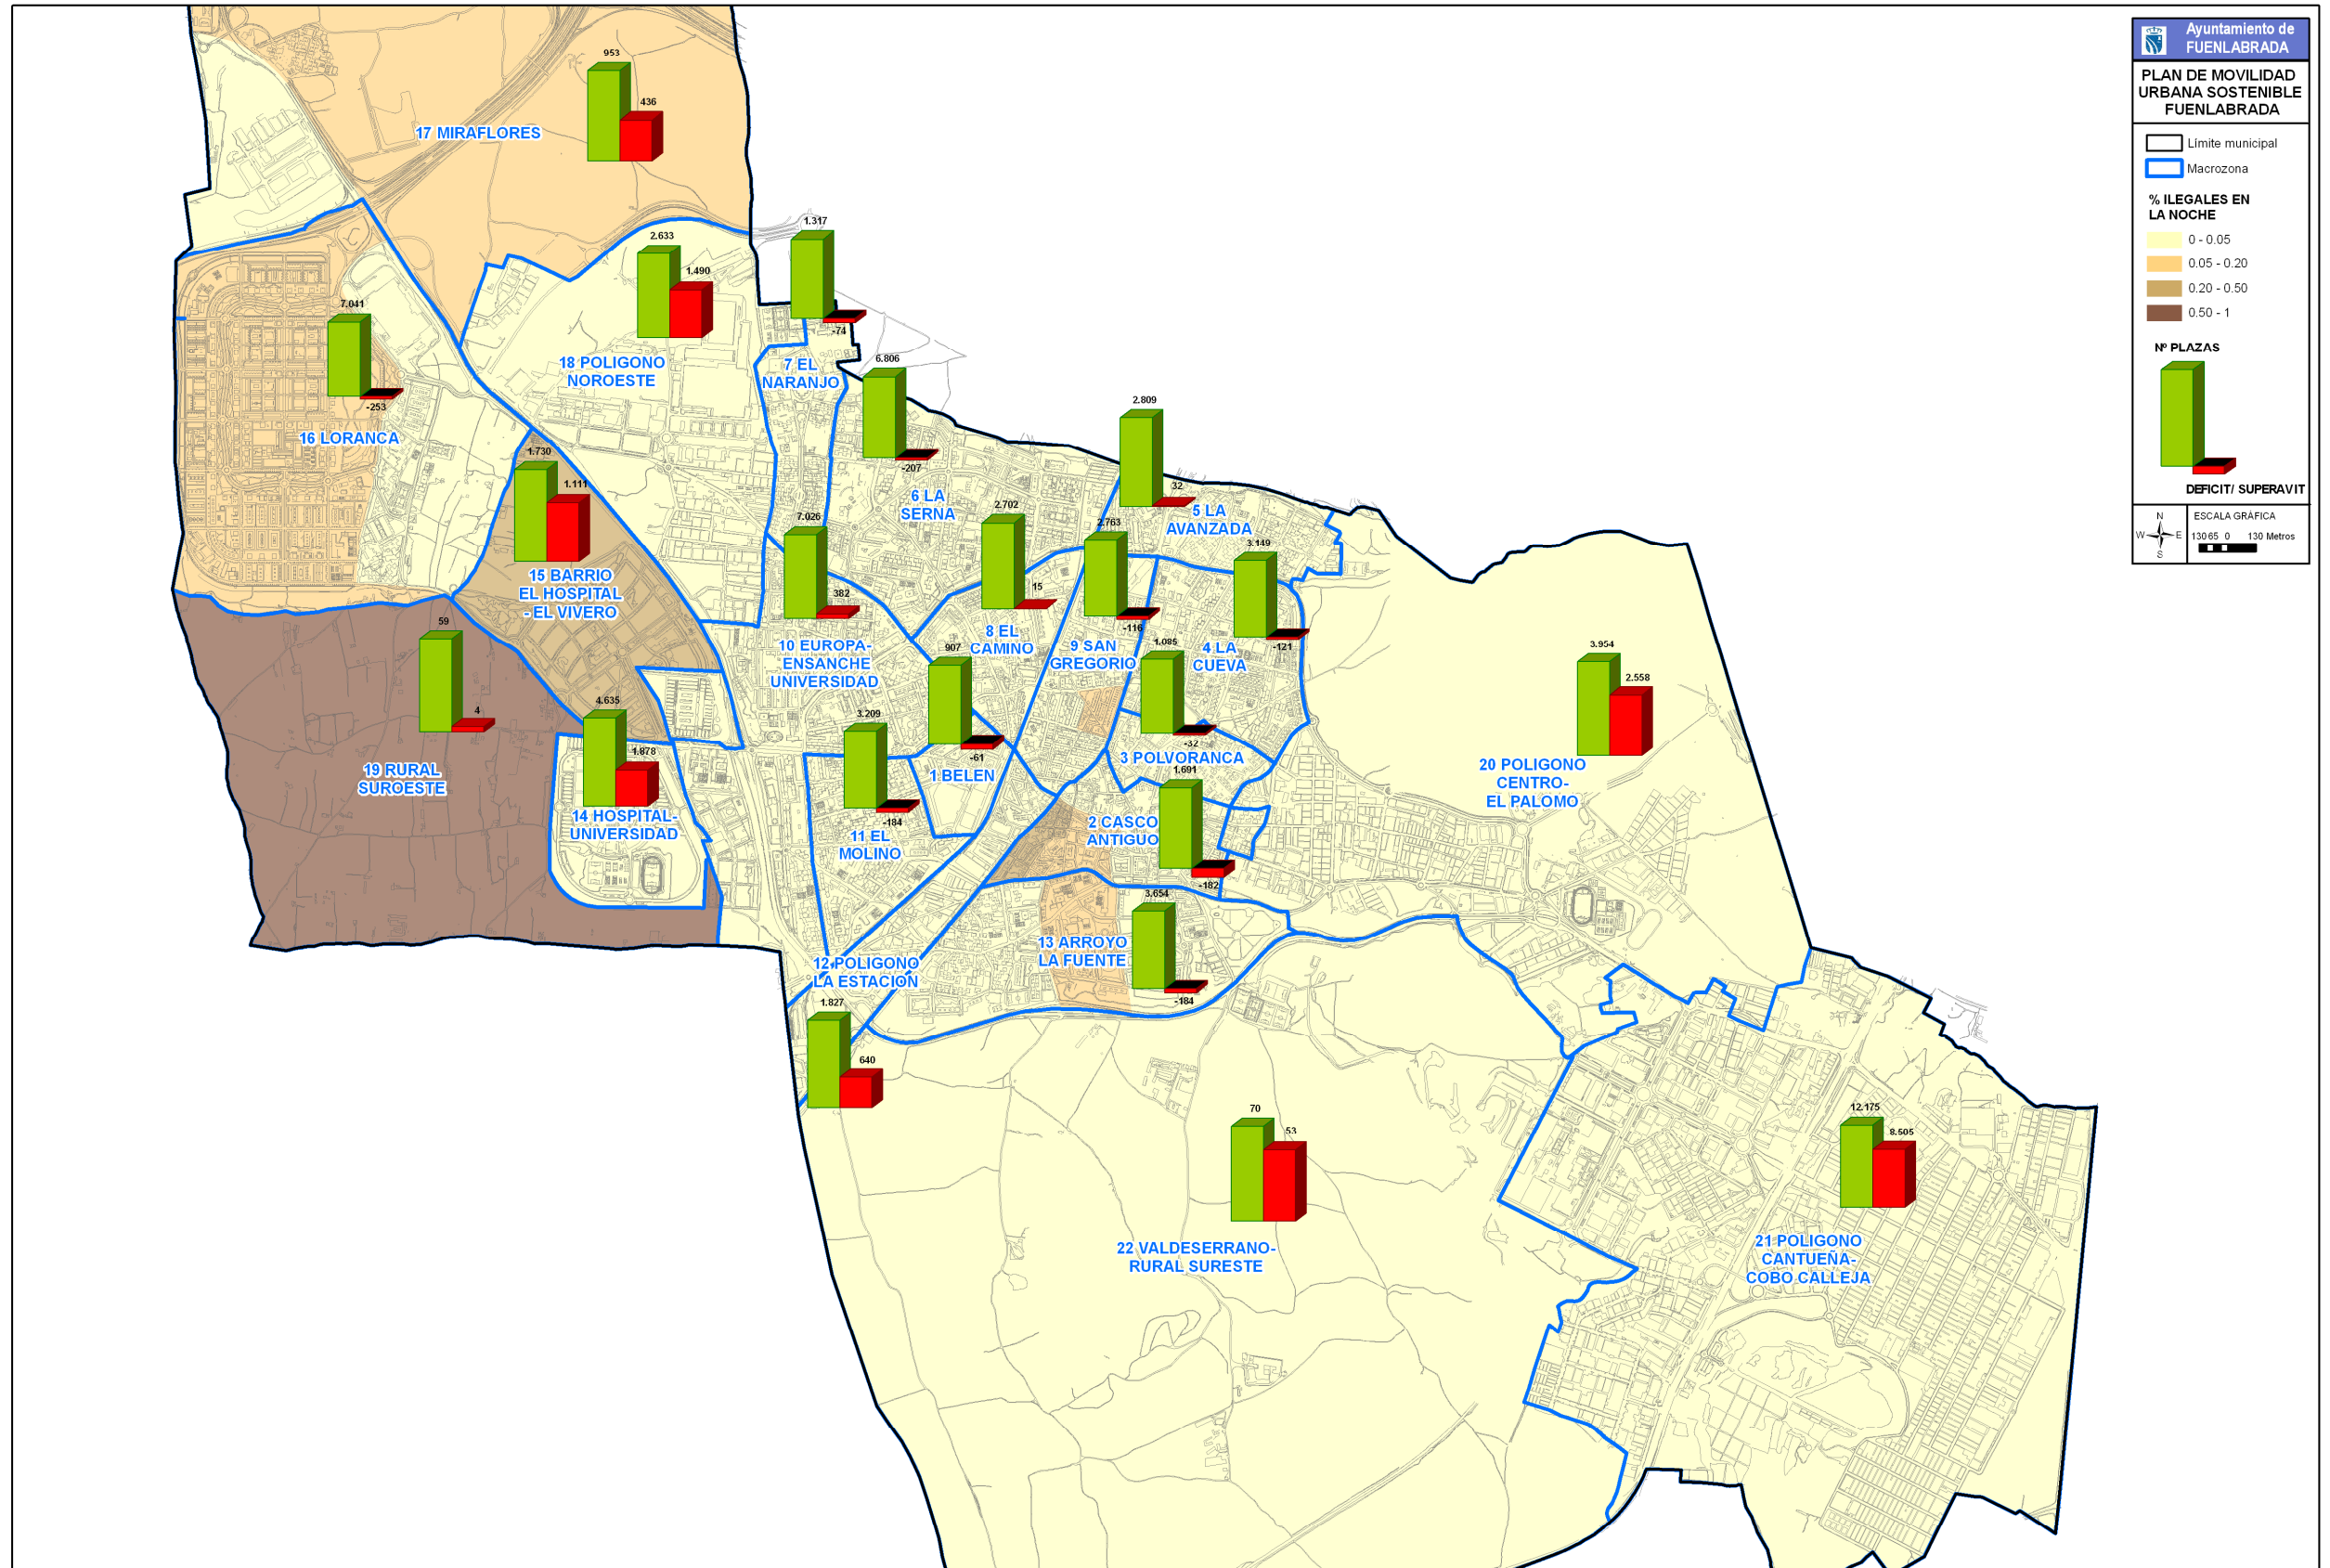 Ayuntamiento de
FUENLABRADA
PLAN DE MOVILIDAD
URBANA SOSTENIBLE
FUENLABRADA
Límite municipal
Macrozona
% ILEGALES EN
LA NOCHE
0 - 0.05
0.05 - 0.20
0.20 - 0.50
0.50 - 1
Nº PLAZAS
DEFICIT/ SUPERAVIT
N
W E
S
ESCALA GRÁFICA
130 65 0 130 Metros
953
436
17 MIRAFLORES
2.633
1.490
18 POLIGONO
NOROESTE
1.317
-74
7 EL
NARANJO
7.041
-253
16 LORANCA
6.806
-207
6 LA
SERNA
2.809
32
5 LA
AVANZADA
1.730
1.111
15 BARRIO
EL HOSPITAL
- EL VIVERO
7.026
382
10 EUROPA-
ENSANCHE
UNIVERSIDAD
2.702
15
8 EL
CAMINO
2.763
-116
9 SAN
GREGORIO
3.149
-121
4 LA
CUEVA
59
4
19 RURAL
SUROESTE
4.635
1.878
14 HOSPITAL-
UNIVERSIDAD
907
-61
1 BELEN
1.085
-32
3 POLVORANCA
3.209
-184
11 EL
MOLINO
1.691
-182
2 CASCO
ANTIGUO
3.954
2.558
20 POLIGONO
CENTRO-
EL PALOMO
3.654
-184
13 ARROYO
LA FUENTE
12 POLIGONO
LA ESTACIÓN
1.827
640
70
53
22 VALDESERRANO-
RURAL SURESTE
12.175
8.505
21 POLIGONO
CANTUEÑA-
COBO CALLEJA